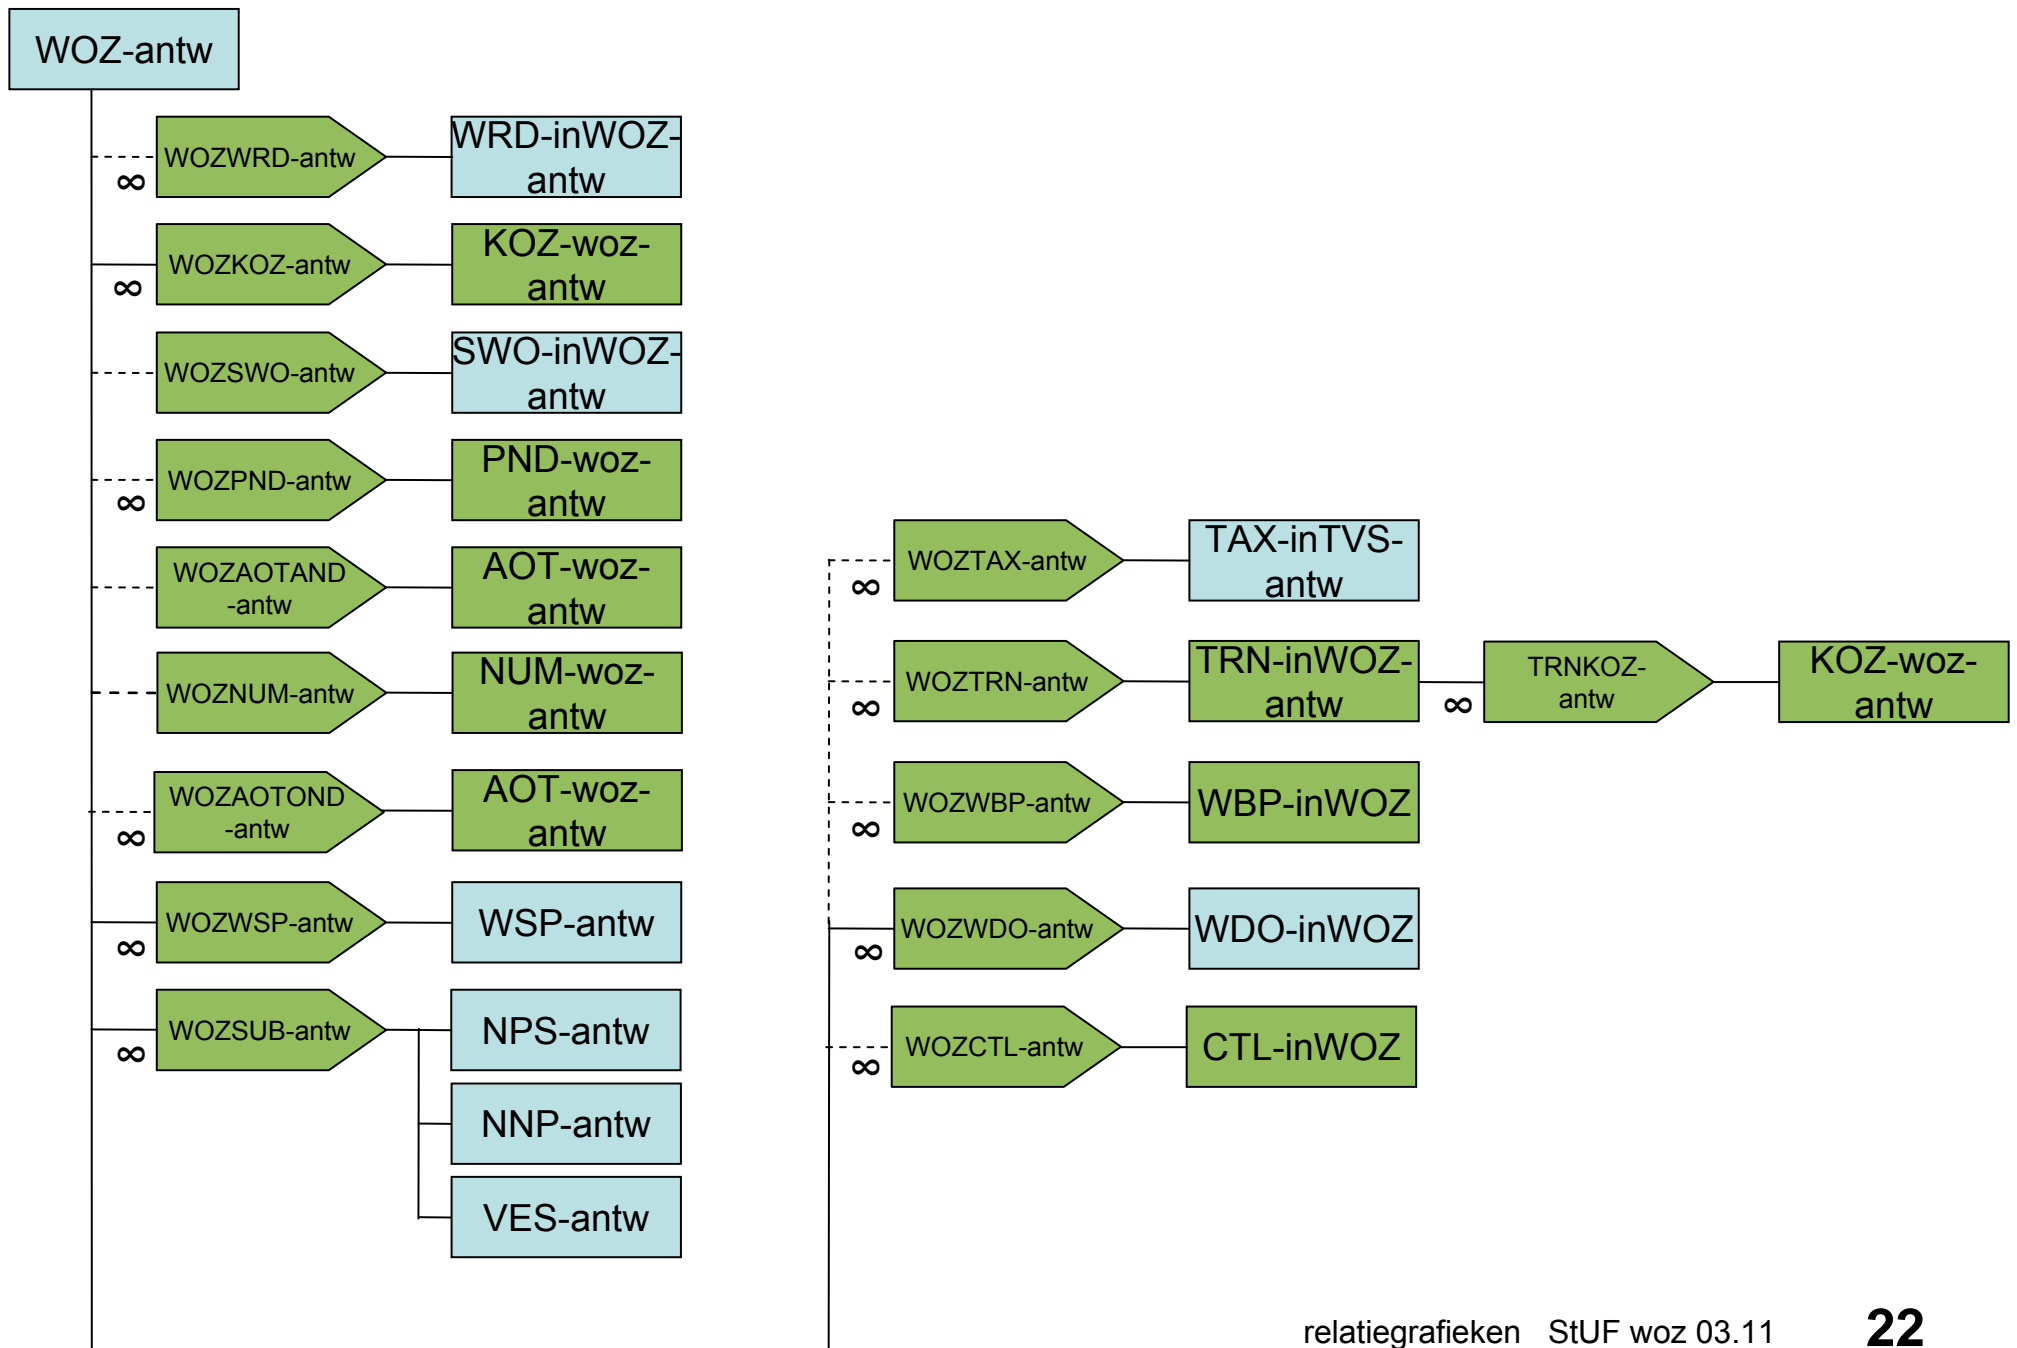 WOZ-antw
WOZWRD-antw
∞
WRD-inWOZ-
antw
WOZKOZ-antw
∞
KOZ-woz-
antw
WOZSWO-antw
SWO-inWOZ-
antw
WOZPND-antw
∞
PND-woz-
antw
WOZAOTAND
-antw
AOT-woz-
antw
WOZNUM-antw
NUM-woz-
antw
WOZAOTOND
-antw
∞
AOT-woz-
antw
WOZWSP-antw
∞
WSP-antw
WOZSUB-antw
∞
NPS-antw
NNP-antw
VES-antw
WOZTAX-antw
∞
TAX-inTVS-
antw
WOZTRN-antw
∞
TRN-inWOZ-
antw
∞
TRNKOZ-
antw
KOZ-woz-
antw
WOZWBP-antw
∞
WBP-inWOZ
WOZWDO-antw
∞
WDO-inWOZ
WOZCTL-antw
∞
CTL-inWOZ
relatiegrafieken StUF woz 03.11 22